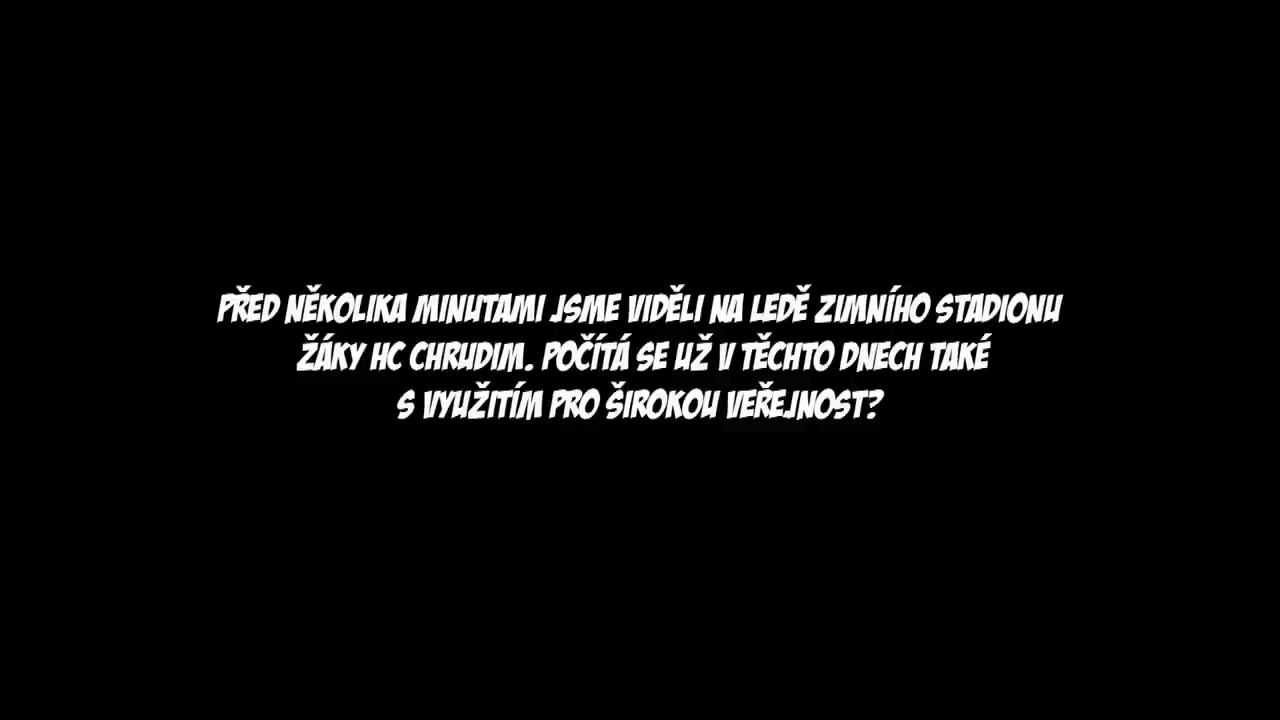 PŘED NĚKOLIKA MINUTAMI JSME VIDĚLI NA LEDĚ ZIMNÍHO STADIONU
ŽÁKY HC CHRUDIM. POČÍTÁ SE UŽ V TĚCHTO DNECH TAKÉ
S VYUŽITÍM PRO ŠIROKOU VEŘEJNOST?